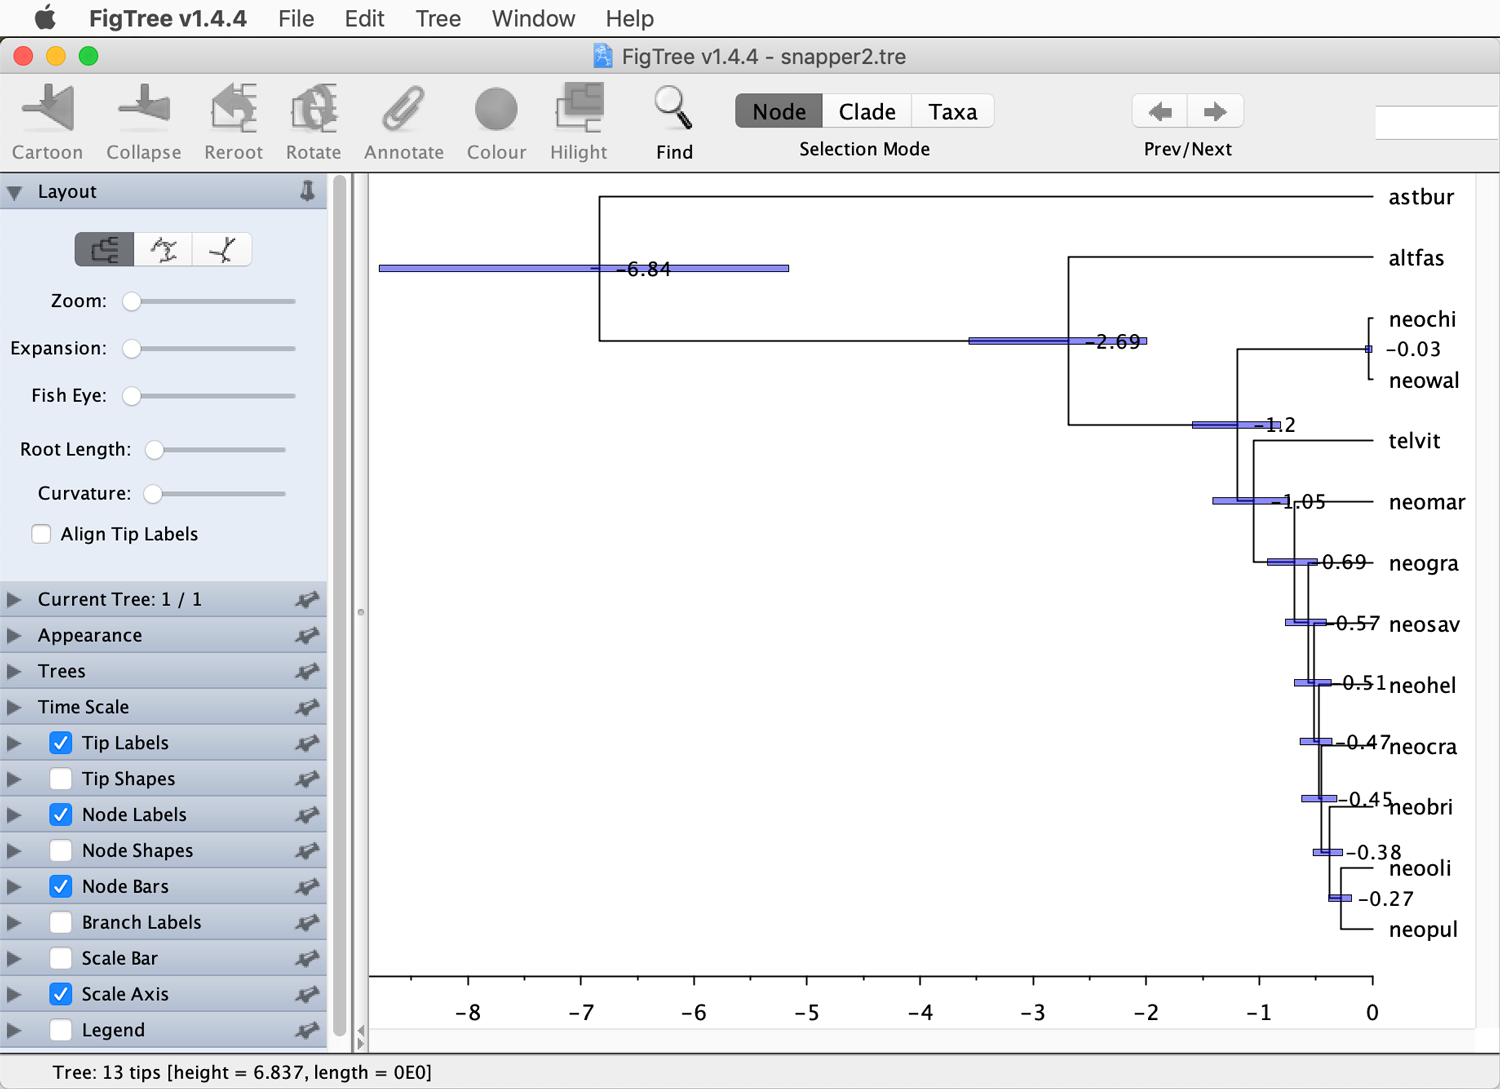 FigTree v1.4.4 File Edit Tree Window Help
FigTree v1.4.4 - snapper2.tre
Node Clade Taxa
Cartoon Collapse Reroot Rotate Annotate Colour Hilight Find Selection Mode Prev/Next
Layout
Zoom:
Expansion:
Fish Eye:
Root Length:
Curvature:
Align Tip Labels
Current Tree: 1 / 1
Appearance
Trees
Time Scale
Tip Labels
Tip Shapes
Node Labels
Node Shapes
Node Bars
Branch Labels
Scale Bar
Scale Axis
Legend
astbur
altfas
-6.84
neochi
-2.69
-0.03
neowal
-1.2
telvit
-1.05
neomar
-0.69
neogra
-0.57
neosav
-0.51
neohel
-0.47
neocra
-0.45
neobri
-0.38
neooli
-0.27
neopul
-8 -7 -6 -5 -4 -3 -2 -1 0
Tree: 13 tips [height = 6.837, length = 0E0]